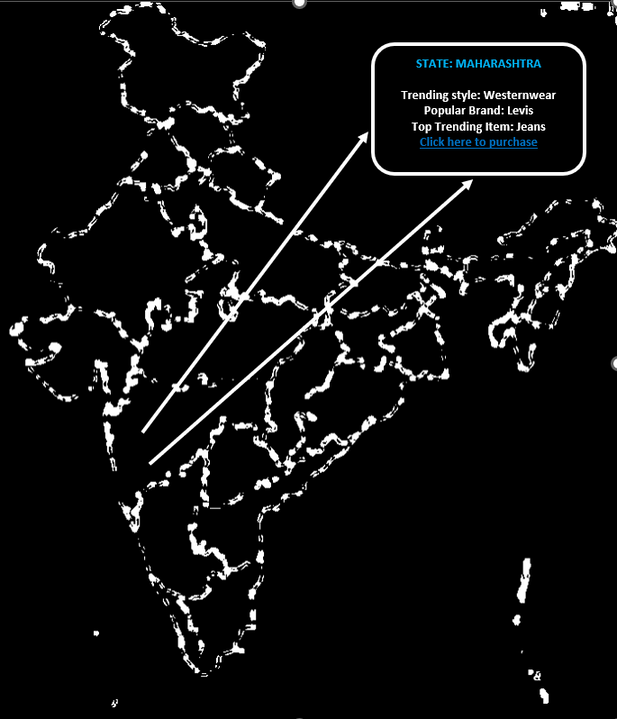 STATE: MAHARASHTRA
Trending style: Westernwear
Popular Brand: Levis
Top Trending Item: Jeans
Click here to purchase